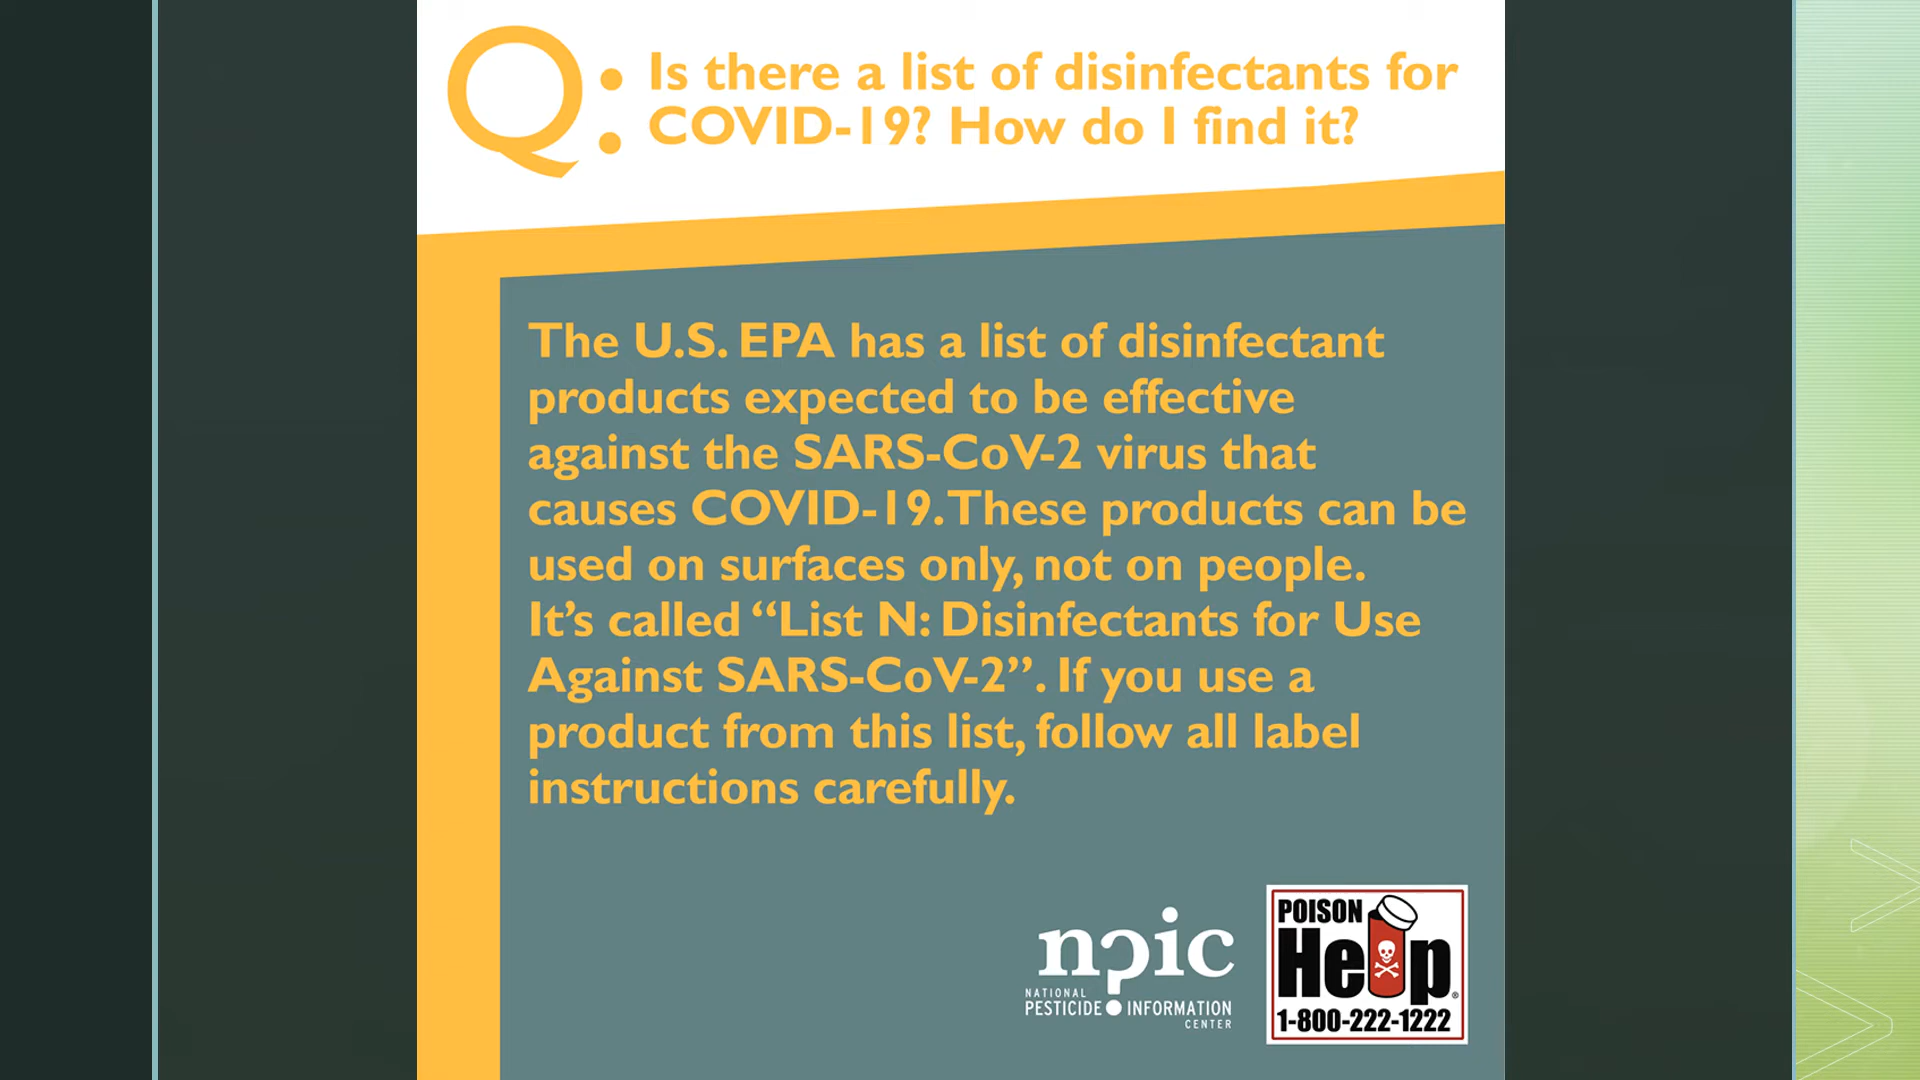 Q: Is there a list of disinfectants for
COVID-19? How do I find it?
The U.S. EPA has a list of disinfectant
products expected to be effective
against the SARS-CoV-2 virus that
causes COVID-19. These products can be
used on surfaces only, not on people.
It’s called “List N: Disinfectants for Use
Against SARS-CoV-2”. If you use a
product from this list, follow all label
instructions carefully.
npic
NATIONAL
PESTICIDE INFORMATION
CENTER
POISON
Help®
1-800-222-1222